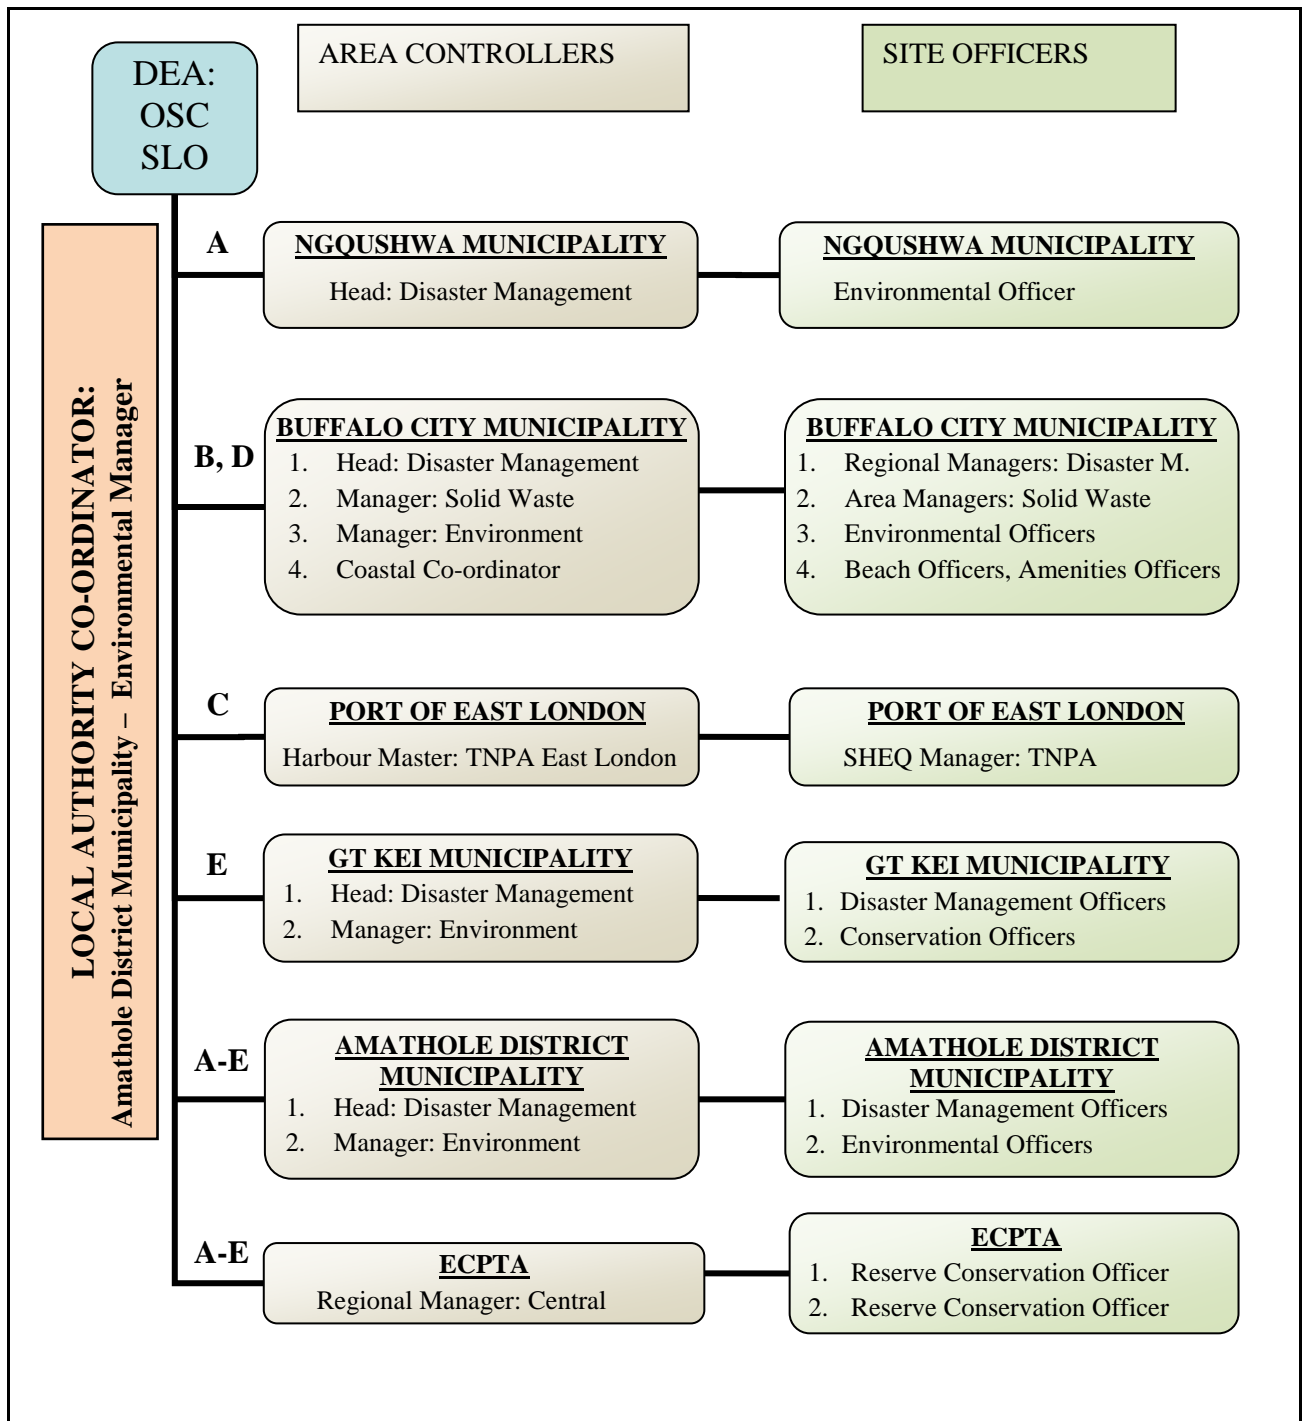 DEA:
OSC
SLO
AREA CONTROLLERS
SITE OFFICERS
LOCAL AUTHORITY CO-ORDINATOR:
Amathole District Municipality – Environmental Manager
A
NGQUSHWA MUNICIPALITY
Head: Disaster Management
NGQUSHWA MUNICIPALITY
Environmental Officer
B, D
BUFFALO CITY MUNICIPALITY
1. Head: Disaster Management
2. Manager: Solid Waste
3. Manager: Environment
4. Coastal Co-ordinator
BUFFALO CITY MUNICIPALITY
1. Regional Managers: Disaster M.
2. Area Managers: Solid Waste
3. Environmental Officers
4. Beach Officers, Amenities Officers
C
PORT OF EAST LONDON
Harbour Master: TNPA East London
PORT OF EAST LONDON
SHEQ Manager: TNPA
E
GT KEI MUNICIPALITY
1. Head: Disaster Management
2. Manager: Environment
GT KEI MUNICIPALITY
1. Disaster Management Officers
2. Conservation Officers
A-E
AMATHOLE DISTRICT
MUNICIPALITY
1. Head: Disaster Management
2. Manager: Environment
AMATHOLE DISTRICT
MUNICIPALITY
1. Disaster Management Officers
2. Environmental Officers
A-E
ECPTA
Regional Manager: Central
ECPTA
1. Reserve Conservation Officer
2. Reserve Conservation Officer